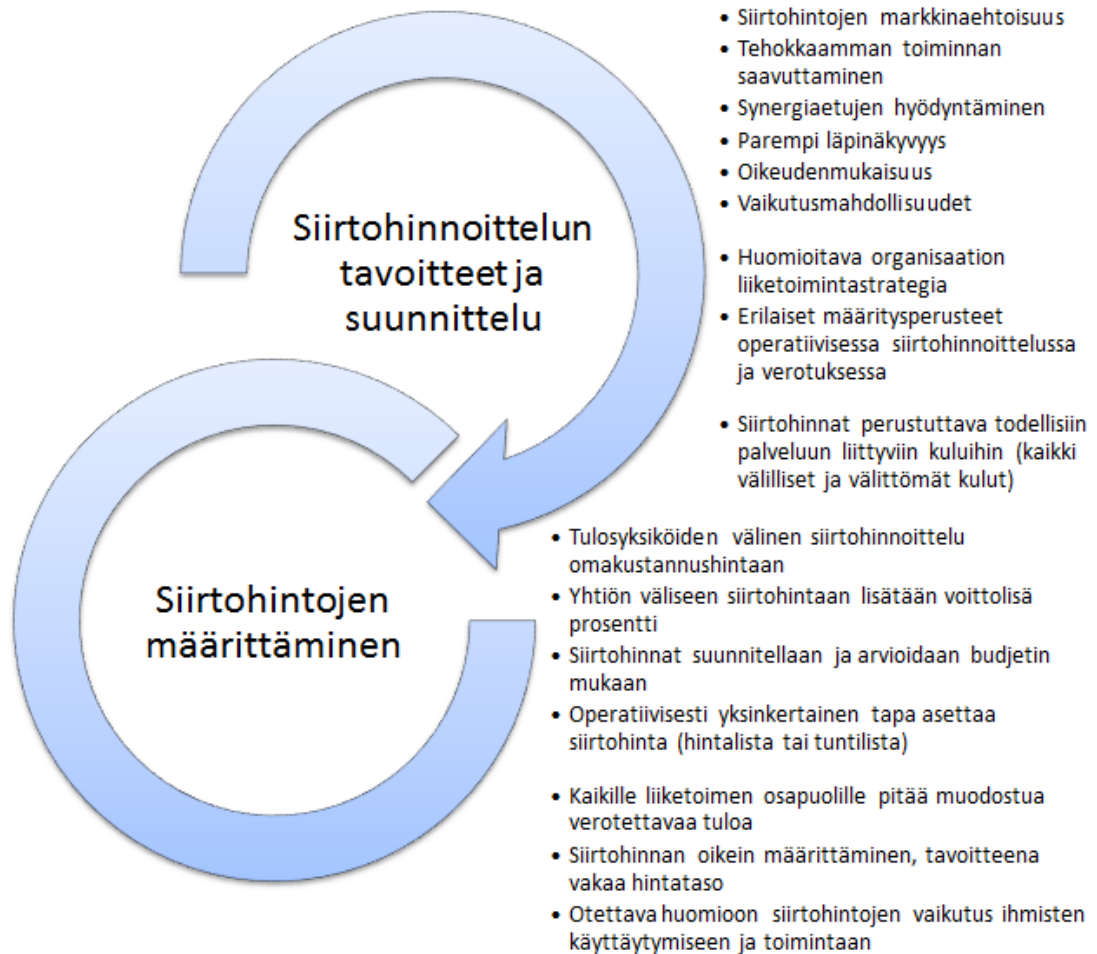 Siirtohinnoittelun
tavoitteet ja
suunnittelu
• Siirtohintojen markkinaehtoisuus
• Tehokkaamman toiminnan
saavuttaminen
• Synergiaetujen hyödyntäminen
• Parempi läpinäkyvyys
• Oikeudenmukaisuus
• Vaikutusmahdollisuudet
• Huomioitava organisaation
liiketoimintastrategia
• Erilaiset määritysperusteet
operatiivisessa siirtohinnoittelussa
ja verotuksessa
• Siirtohinnat perustuttava todellisiin
palveluun liittyviin kuluihin (kaikki
välilliset ja välittömät kulut)
Siirtohintojen
määrittäminen
• Tulosyksiköiden välinen siirtohinnoittelu
omakustannushintaan
• Yhtiön väliseen siirtohintaan lisätään voittolisä
prosentti
• Siirtohinnat suunnitellaan ja arvioidaan budjetin
mukaan
• Operatiivisesti yksinkertainen tapa asettaa
siirtohinta (hintalista tai tuntilista)
• Kaikille liiketoimen osapuolille pitää muodostua
verotettavaa tuloa
• Siirtohinnan oikein määrittäminen, tavoitteena
vakaa hintataso
• Otettava huomioon siirtohintojen vaikutus ihmisten
käyttäytymiseen ja toimintaan